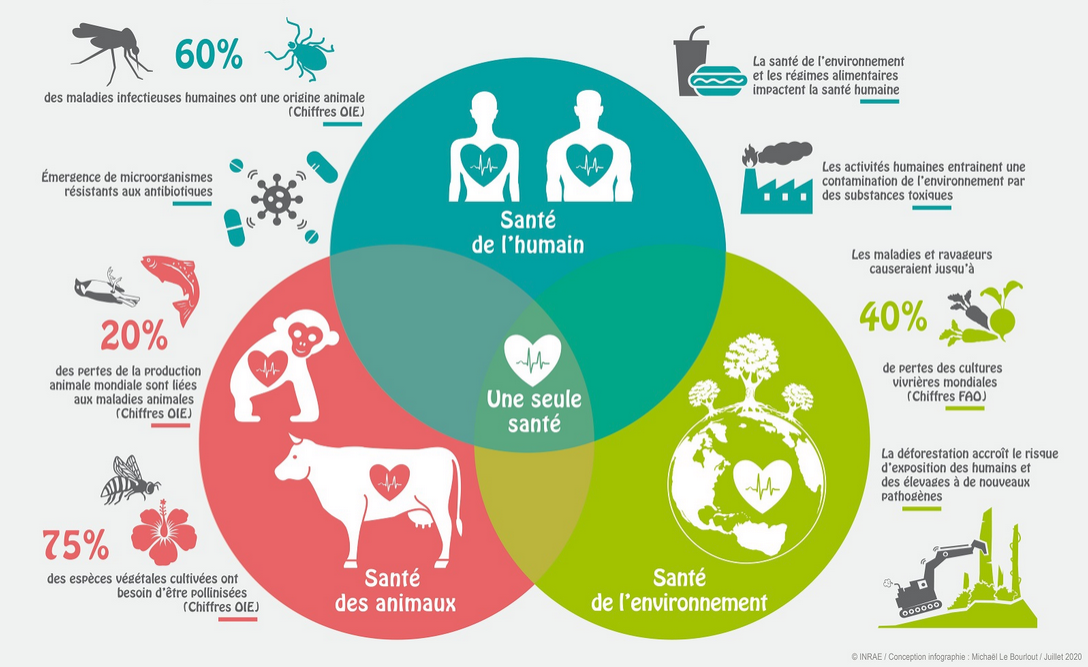 60%
des maladies infectieuses humaines ont une origine animale
(Chiffres OIE)
Émergence de microorganismes
résistants aux antibiotiques
20%
des pertes de la production
animale mondiale sont liées
aux maladies animales
(Chiffres OIE)
75%
des espèces végétales cultivées ont
besoin d'être pollinisées
(Chiffres OIE)
Santé
de l'humain
Une seule
santé
Santé
des animaux
Santé
de l'environnement
La santé de l'environnement
et les régimes alimentaires
impactent la santé humaine
Les activités humaines entrainent une
contamination de l'environnement par
des substances toxiques
Les maladies et ravageurs
causeraient jusqu'à
40%
de pertes des cultures
vivrières mondiales
(Chiffres FAO)
La déforestation accroît le risque
d'exposition des humains et
des élevages à de nouveaux
pathogènes
© INRAE / Conception infographie : Michaël Le Bourlout / Juillet 2020